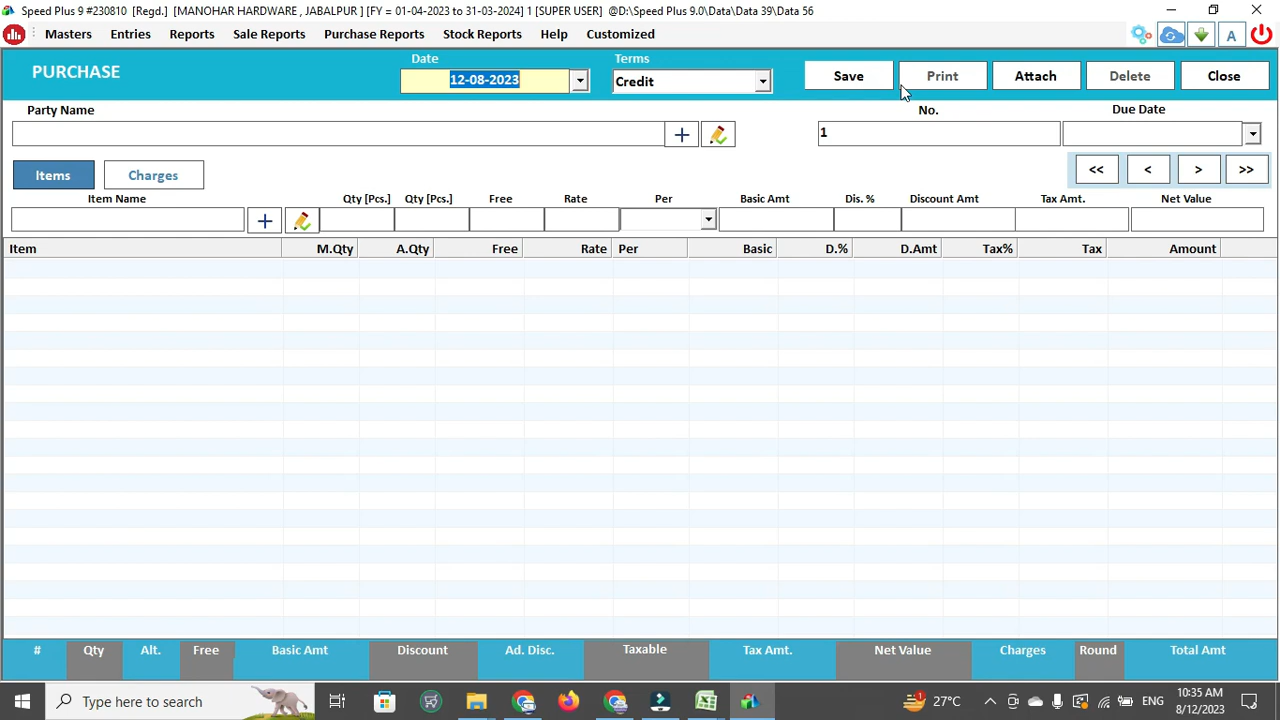 Speed Plus 9 #230810 [Regd.] [MANOHAR HARDWARE , JABALPUR ] [FY = 01-04-2023 to 31-03-2024] 1 [SUPER USER] @D:\Speed Plus 9.0\Data\Data 39\Data 56
Masters Entries Reports Sale Reports Purchase Reports Stock Reports Help Customized A
PURCHASE Date Terms
12-08-2023 Credit Save Print Attach Delete Close
Party Name No. Due Date
1
Items Charges << < > >>
Item Name Qty [Pcs.] Qty [Pcs.] Free Rate Per Basic Amt Dis. % Discount Amt Tax Amt. Net Value
Item M.Qty A.Qty Free Rate Per Basic D.% D.Amt Tax% Tax Amount
# Qty Alt. Free Basic Amt Discount Ad. Disc. Taxable Tax Amt. Net Value Charges Round Total Amt
Type here to search 1 27°C ENG 10:35 AM
8/12/2023